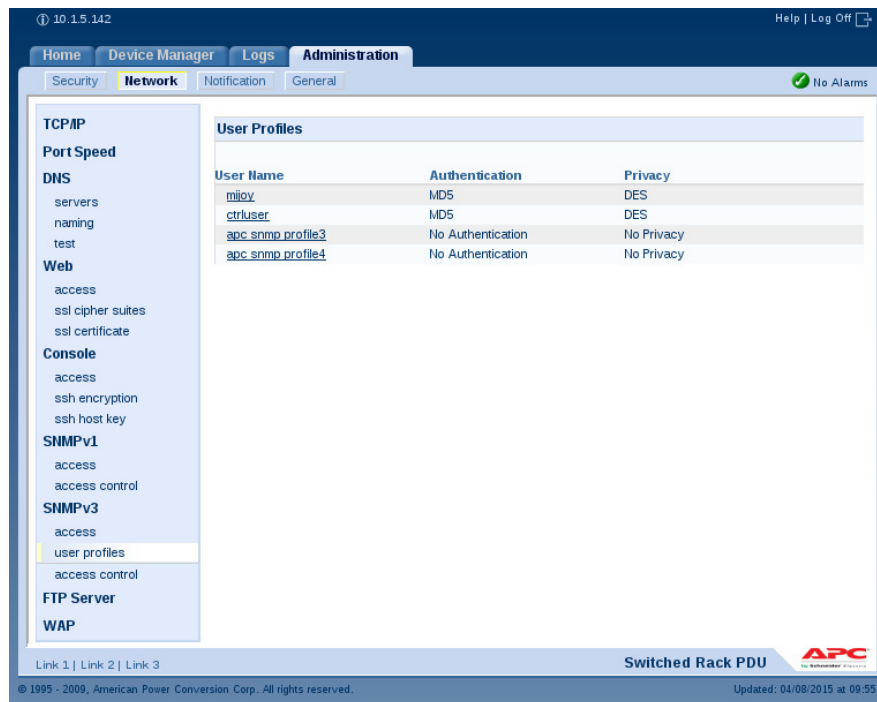 10.1.5.142
Help | Log Off
Home Device Manager Logs Administration
Security Network Notification General
No Alarms
TCP/IP
Port Speed
DNS
servers
naming
test
Web
access
ssl cipher suites
ssl certificate
Console
access
ssh encryption
ssh host key
SNMPv1
access
access control
SNMPv3
access
user profiles
access control
FTP Server
WAP
User Profiles
User Name Authentication Privacy
mijoy MD5 DES
ctrluser MD5 DES
apc snmp profile3 No Authentication No Privacy
apc snmp profile4 No Authentication No Privacy
Link 1 | Link 2 | Link 3
Switched Rack PDU
APC
by Schneider Electric
© 1995 - 2009, American Power Conversion Corp. All rights reserved.
Updated: 04/08/2015 at 09:55